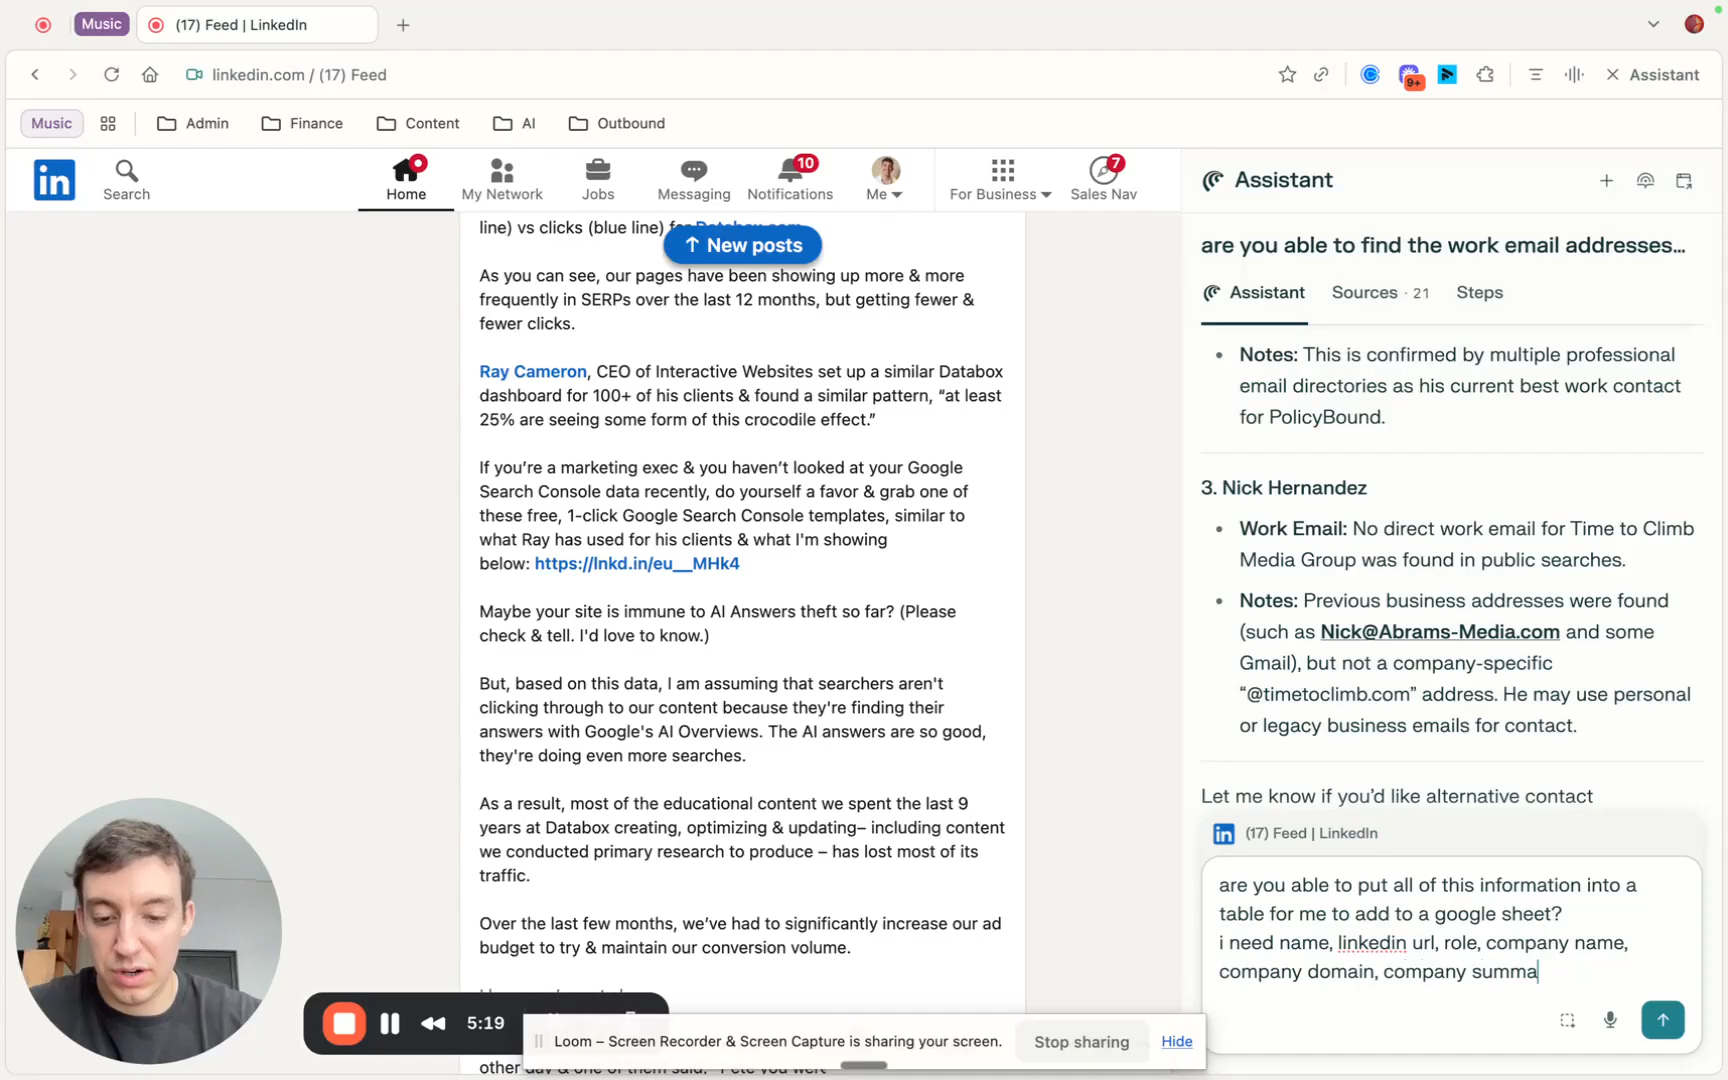 Music
(17) Feed | LinkedIn
linkedin.com / (17) Feed
9+
Assistant
Music
Admin
Finance
Content
AI
Outbound
in
Search
Home
My Network
Jobs
Messaging
10
Notifications
Me
For Business
7
Sales Nav
line) vs clicks (blue line) for Databox.com
↑ New posts
As you can see, our pages have been showing up more & more
frequently in SERPs over the last 12 months, but getting fewer &
fewer clicks.
Ray Cameron, CEO of Interactive Websites set up a similar Databox
dashboard for 100+ of his clients & found a similar pattern, “at least
25% are seeing some form of this crocodile effect.”
If you’re a marketing exec & you haven’t looked at your Google
Search Console data recently, do yourself a favor & grab one of
these free, 1-click Google Search Console templates, similar to
what Ray has used for his clients & what I'm showing
below: https://lnkd.in/eu__MHk4
Maybe your site is immune to AI Answers theft so far? (Please
check & tell. I'd love to know.)
But, based on this data, I am assuming that searchers aren't
clicking through to our content because they're finding their
answers with Google's AI Overviews. The AI answers are so good,
they're doing even more searches.
As a result, most of the educational content we spent the last 9
years at Databox creating, optimizing & updating– including content
we conducted primary research to produce – has lost most of its
traffic.
Over the last few months, we’ve had to significantly increase our ad
budget to try & maintain our conversion volume.
5:19
Loom – Screen Recorder & Screen Capture is sharing your screen.
Stop sharing
Hide
Assistant
are you able to find the work email addresses...
Assistant
Sources · 21
Steps
• Notes: This is confirmed by multiple professional
email directories as his current best work contact
for PolicyBound.
3. Nick Hernandez
• Work Email: No direct work email for Time to Climb
Media Group was found in public searches.
• Notes: Previous business addresses were found
(such as Nick@Abrams-Media.com and some
Gmail), but not a company-specific
“@timetoclimb.com” address. He may use personal
or legacy business emails for contact.
Let me know if you’d like alternative contact
in
(17) Feed | LinkedIn
are you able to put all of this information into a
table for me to add to a google sheet?
i need name, linkedin url, role, company name,
company domain, company summa